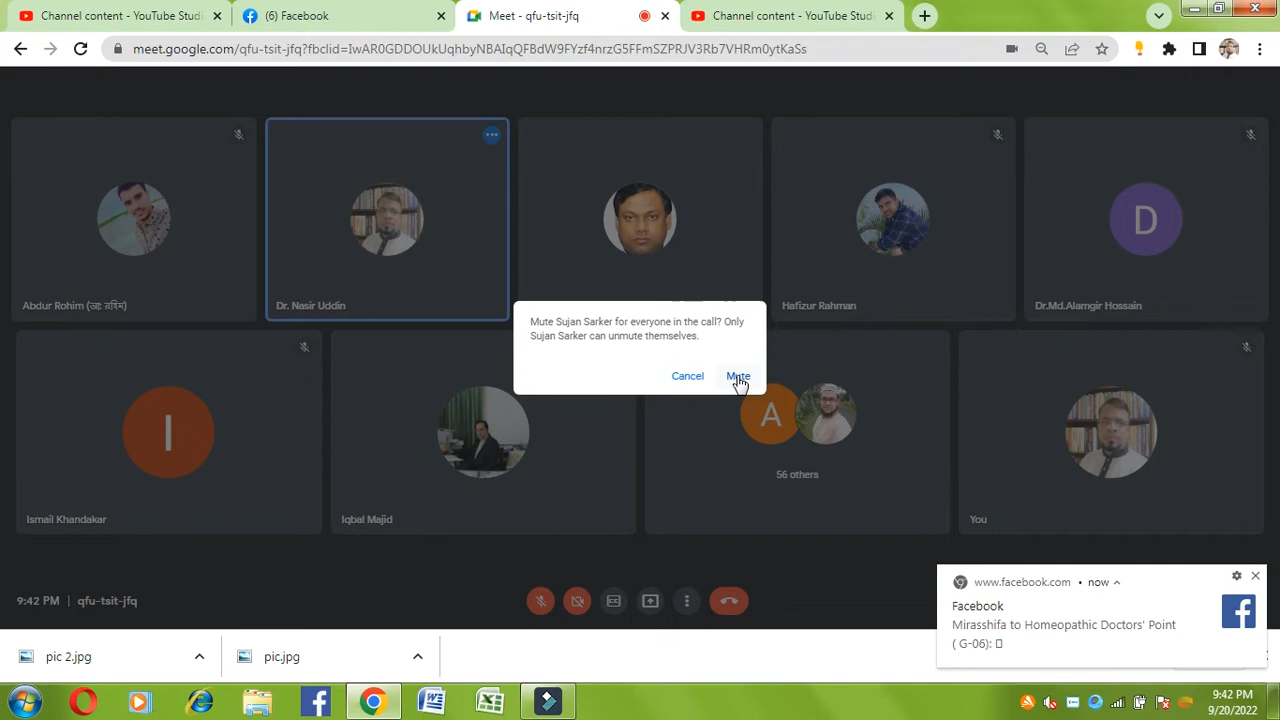 Channel content - YouTube Studio
(6) Facebook
Meet - qfu-tsit-jfq
Channel content - YouTube Studio
meet.google.com/qfu-tsit-jfq?fbclid=IwAR0GDDOUkUqhbyNBAIqQFBdW9FYzf4nrzG5FFmSZPRJV3Rb7VHRm0ytKaSs
Abdur Rohim (আঃ রহিম)
Dr. Nasir Uddin
Hafizur Rahman
Dr.Md.Alamgir Hossain
D
Mute Sujan Sarker for everyone in the call? Only
Sujan Sarker can unmute themselves.
Cancel Mute
I
A
56 others
Ismail Khandakar
Iqbal Majid
You
9:42 PM | qfu-tsit-jfq
CC
www.facebook.com • now
Facebook
Mirasshifa to Homeopathic Doctors' Point
( G-06):
pic 2.jpg
pic.jpg
9:42 PM
9/20/2022